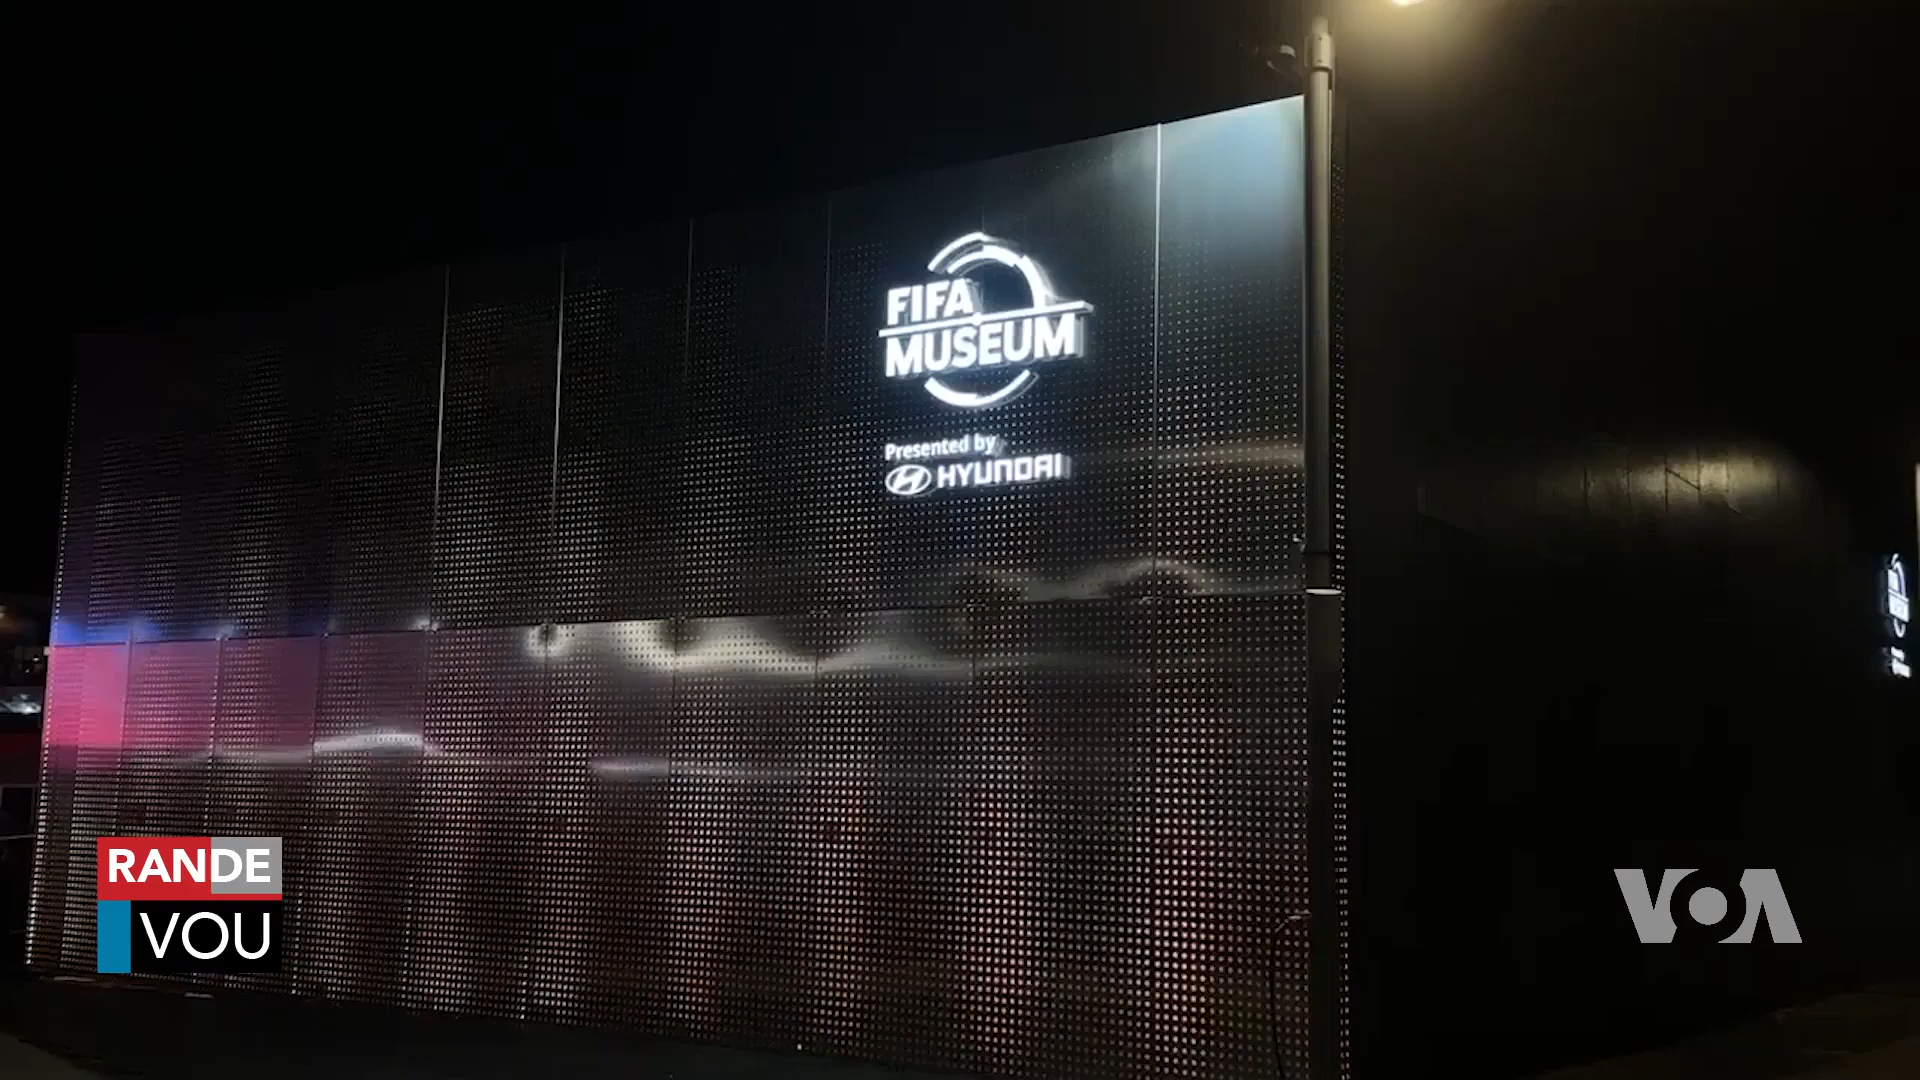 FIFA
MUSEUM
Presented by
HYUNDAI
RANDE
VOU
VOA